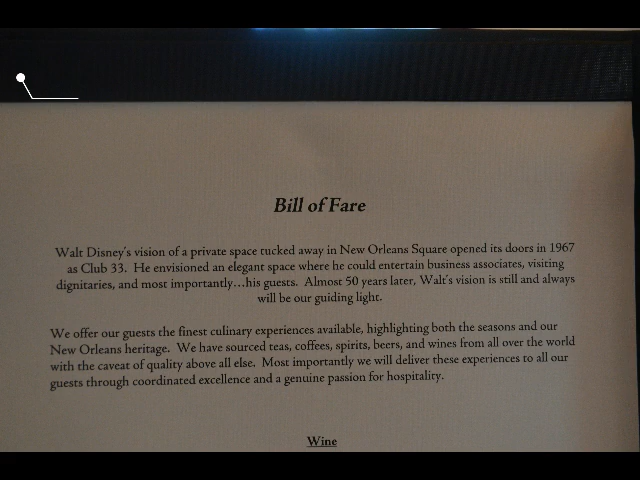 Bill of Fare
Walt Disney's vision of a private space tucked away in New Orleans Square opened its doors in 1967
as Club 33. He envisioned an elegant space where he could entertain business associates, visiting
dignitaries, and most importantly...his guests. Almost 50 years later, Walt's vision is still and always
will be our guiding light.
We offer our guests the finest culinary experiences available, highlighting both the seasons and our
New Orleans heritage. We have sourced teas, coffees, spirits, beers, and wines from all over the world
with the caveat of quality above all else. Most importantly we will deliver these experiences to all our
guests through coordinated excellence and a genuine passion for hospitality.
Wine